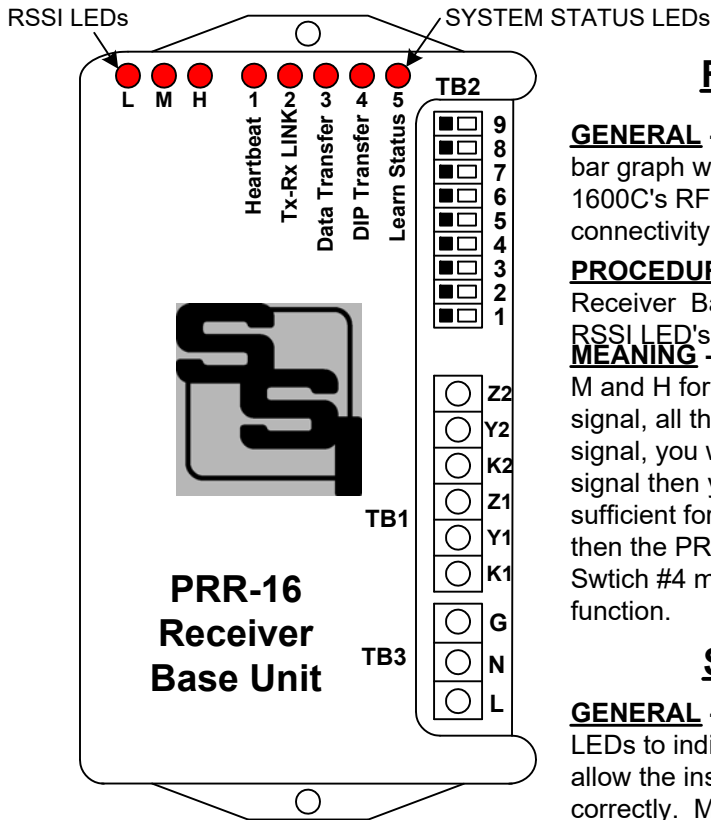 RSSI LEDs
SYSTEM STATUS LEDs
L M H 1 2 3 4 5
Heartbeat
Tx-Rx LINK
Data Transfer
DIP Transfer
Learn Status
TB2
9
8
7
6
5
4
3
2
1
SSI
Z2
Y2
K2
Z1
Y1
K1
TB1
G
N
L
TB3
PRR-16
Receiver
Base Unit
GENERAL
bar graph w
1600C's RF
connectivity
PROCEDUR
Receiver Ba
RSSI LED's
MEANING -
M and H for
signal, all th
signal, you w
signal then y
sufficient for
then the PR
Swtich #4 m
function.
S
GENERAL
LEDs to indi
allow the ins
correctly. M